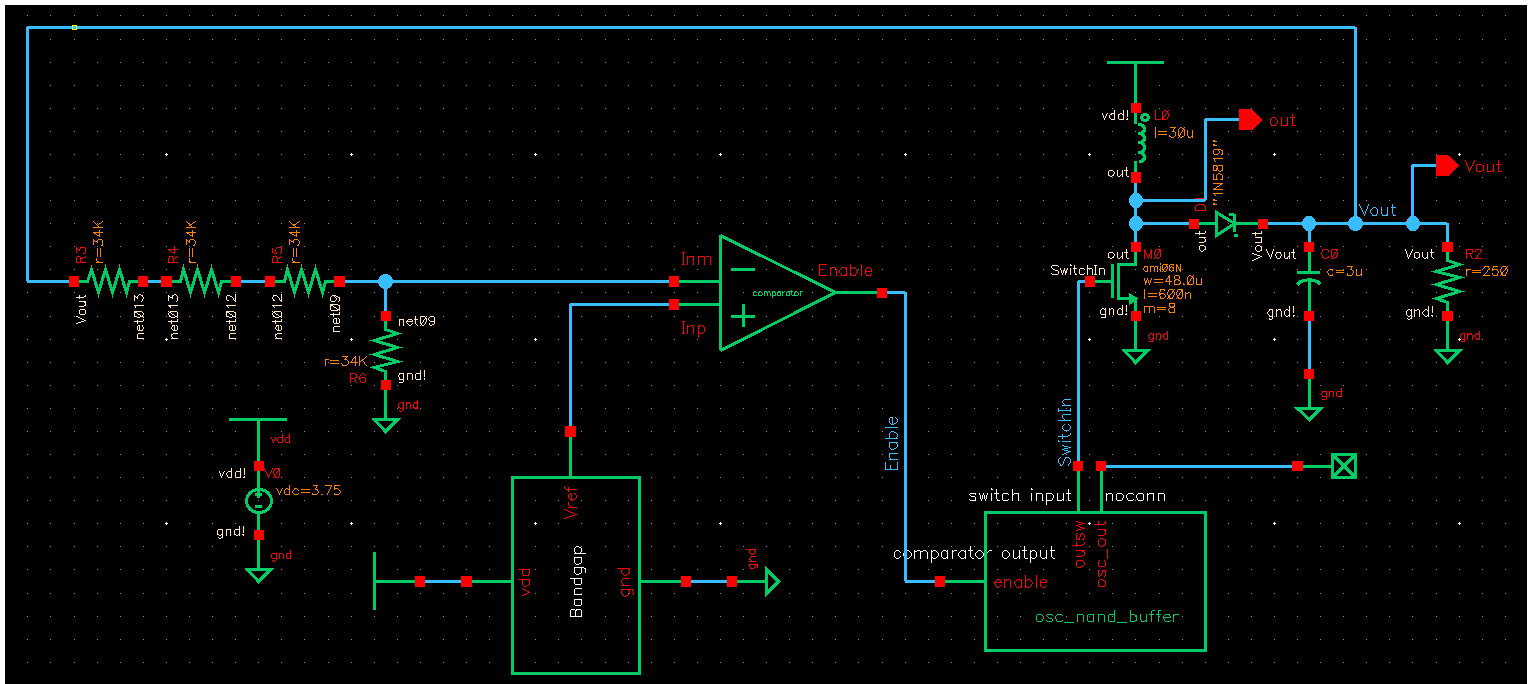 vdd!
L0
l=30u
out
out
"1N5819"
D
Vout
Vout
out
Vout
R3
r=34K
R4
r=34K
R5
r=34K
Vout
net013
net013
net012
net012
net09
net09
r=34K
R6
gnd!
gnd
Inm
Inp
comparator
Enable
SwitchIn
out
M0
ami06N
w=48.0u
l=600n
m=8
gnd!
gnd
Vout
C0
c=3u
gnd!
gnd
Vout
R2
r=250
gnd!
gnd
vdd
vdd!
V0
vdc=3.75
gnd!
gnd
Vref
vdd
Bandgap
gnd
gnd
Enable
SwitchIn
switch input
noconn
comparator output
outsw
osc_out
enable
osc_nand_buffer